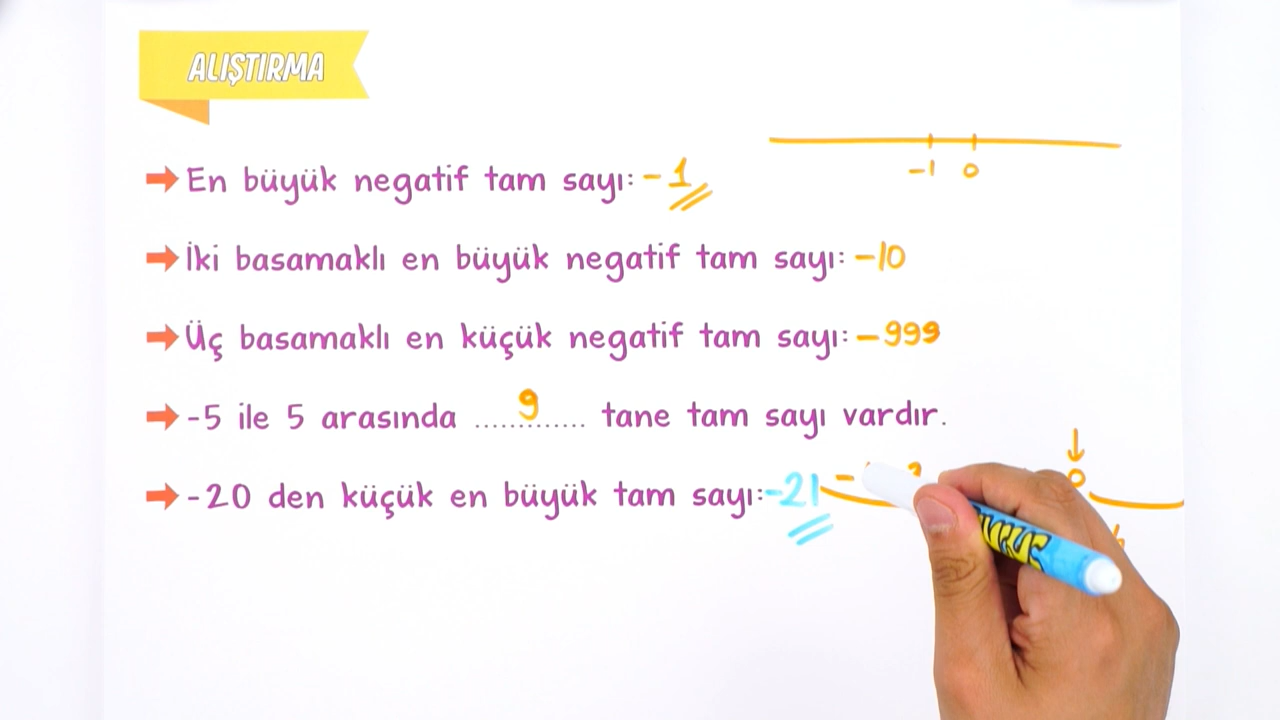 ALIŞTIRMA
-1 0
➡ En büyük negatif tam sayı: -1
➡ İki basamaklı en büyük negatif tam sayı: -10
➡ Üç basamaklı en küçük negatif tam sayı: -999
➡ -5 ile 5 arasında ....9.... tane tam sayı vardır.
0
➡ -20 den küçük en büyük tam sayı: -21